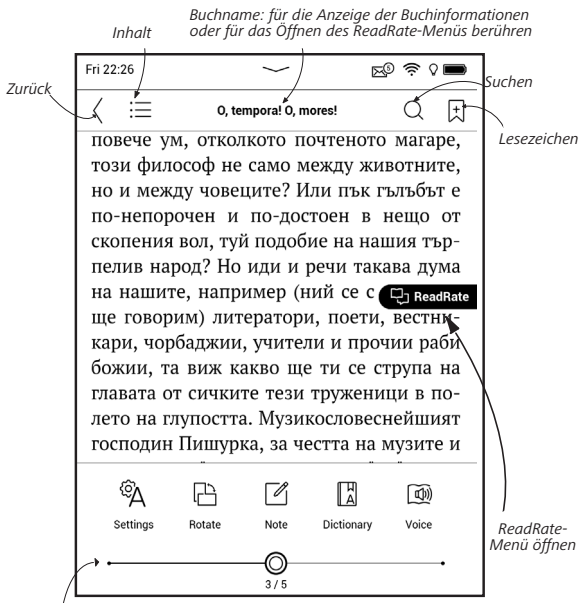 Buchname: für die Anzeige der Buchinformationen
oder für das Öffnen des ReadRate-Menüs berühren
Inhalt
Zurück
Fri 22:26
Suchen
O, tempora! O, mores!
Lesezeichen
повече ум, отколкото почтеното магаре,
този философ не само между животните,
но и между човеците? Или пък гълъбът е
по-непорочен и по-достоен в нещо от
скопения вол, туй подобие на нашия тър-
пелив народ? Но иди и речи такава дума
на нашите, например (ний се с
ReadRate
ще говорим) литератори, поети, вестни-
кари, чорбаджии, учители и прочии раби
божии, та виж какво ще ти се струпа на
главата от сичките тези труженици в по-
лето на глупостта. Музикословеснейшият
господин Пишурка, за честта на музите и
Settings Rotate Note Dictionary Voice
ReadRate-
Menü öffnen
3 / 5